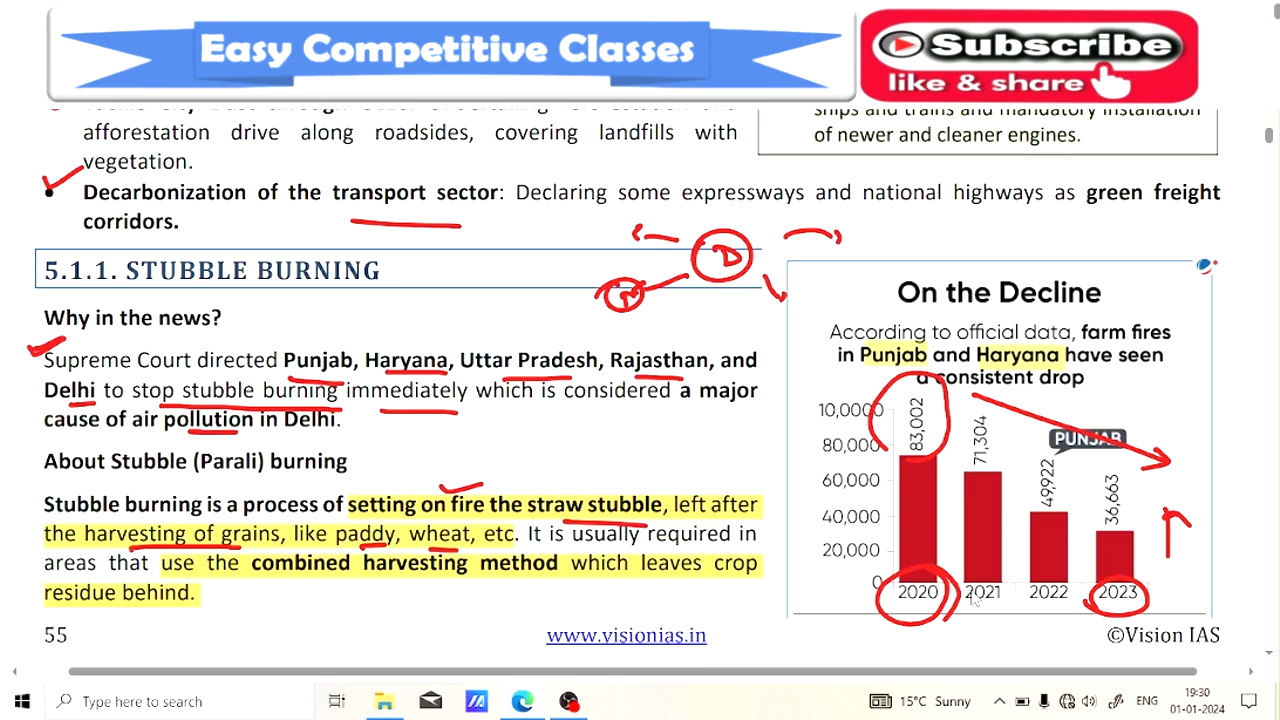 Easy Competitive Classes
Subscribe
like & share
afforestation drive along roadsides, covering landfills with
vegetation.
ships and trains and mandatory installation
of newer and cleaner engines.
• Decarbonization of the transport sector: Declaring some expressways and national highways as green freight
corridors.
D
5.1.1. STUBBLE BURNING
Why in the news?
Supreme Court directed Punjab, Haryana, Uttar Pradesh, Rajasthan, and
Delhi to stop stubble burning immediately which is considered a major
cause of air pollution in Delhi.
About Stubble (Parali) burning
Stubble burning is a process of setting on fire the straw stubble, left after
the harvesting of grains, like paddy, wheat, etc. It is usually required in
areas that use the combined harvesting method which leaves crop
residue behind.
On the Decline
According to official data, farm fires
in Punjab and Haryana have seen
a consistent drop
10,0000
80,000
60,000
40,000
20,000
0
83,002
71,304
49,922
36,663
PUNJAB
2020 2021 2022 2023
55
www.visionias.in
©Vision IAS
Type here to search
15°C Sunny
ENG
19:30
01-01-2024